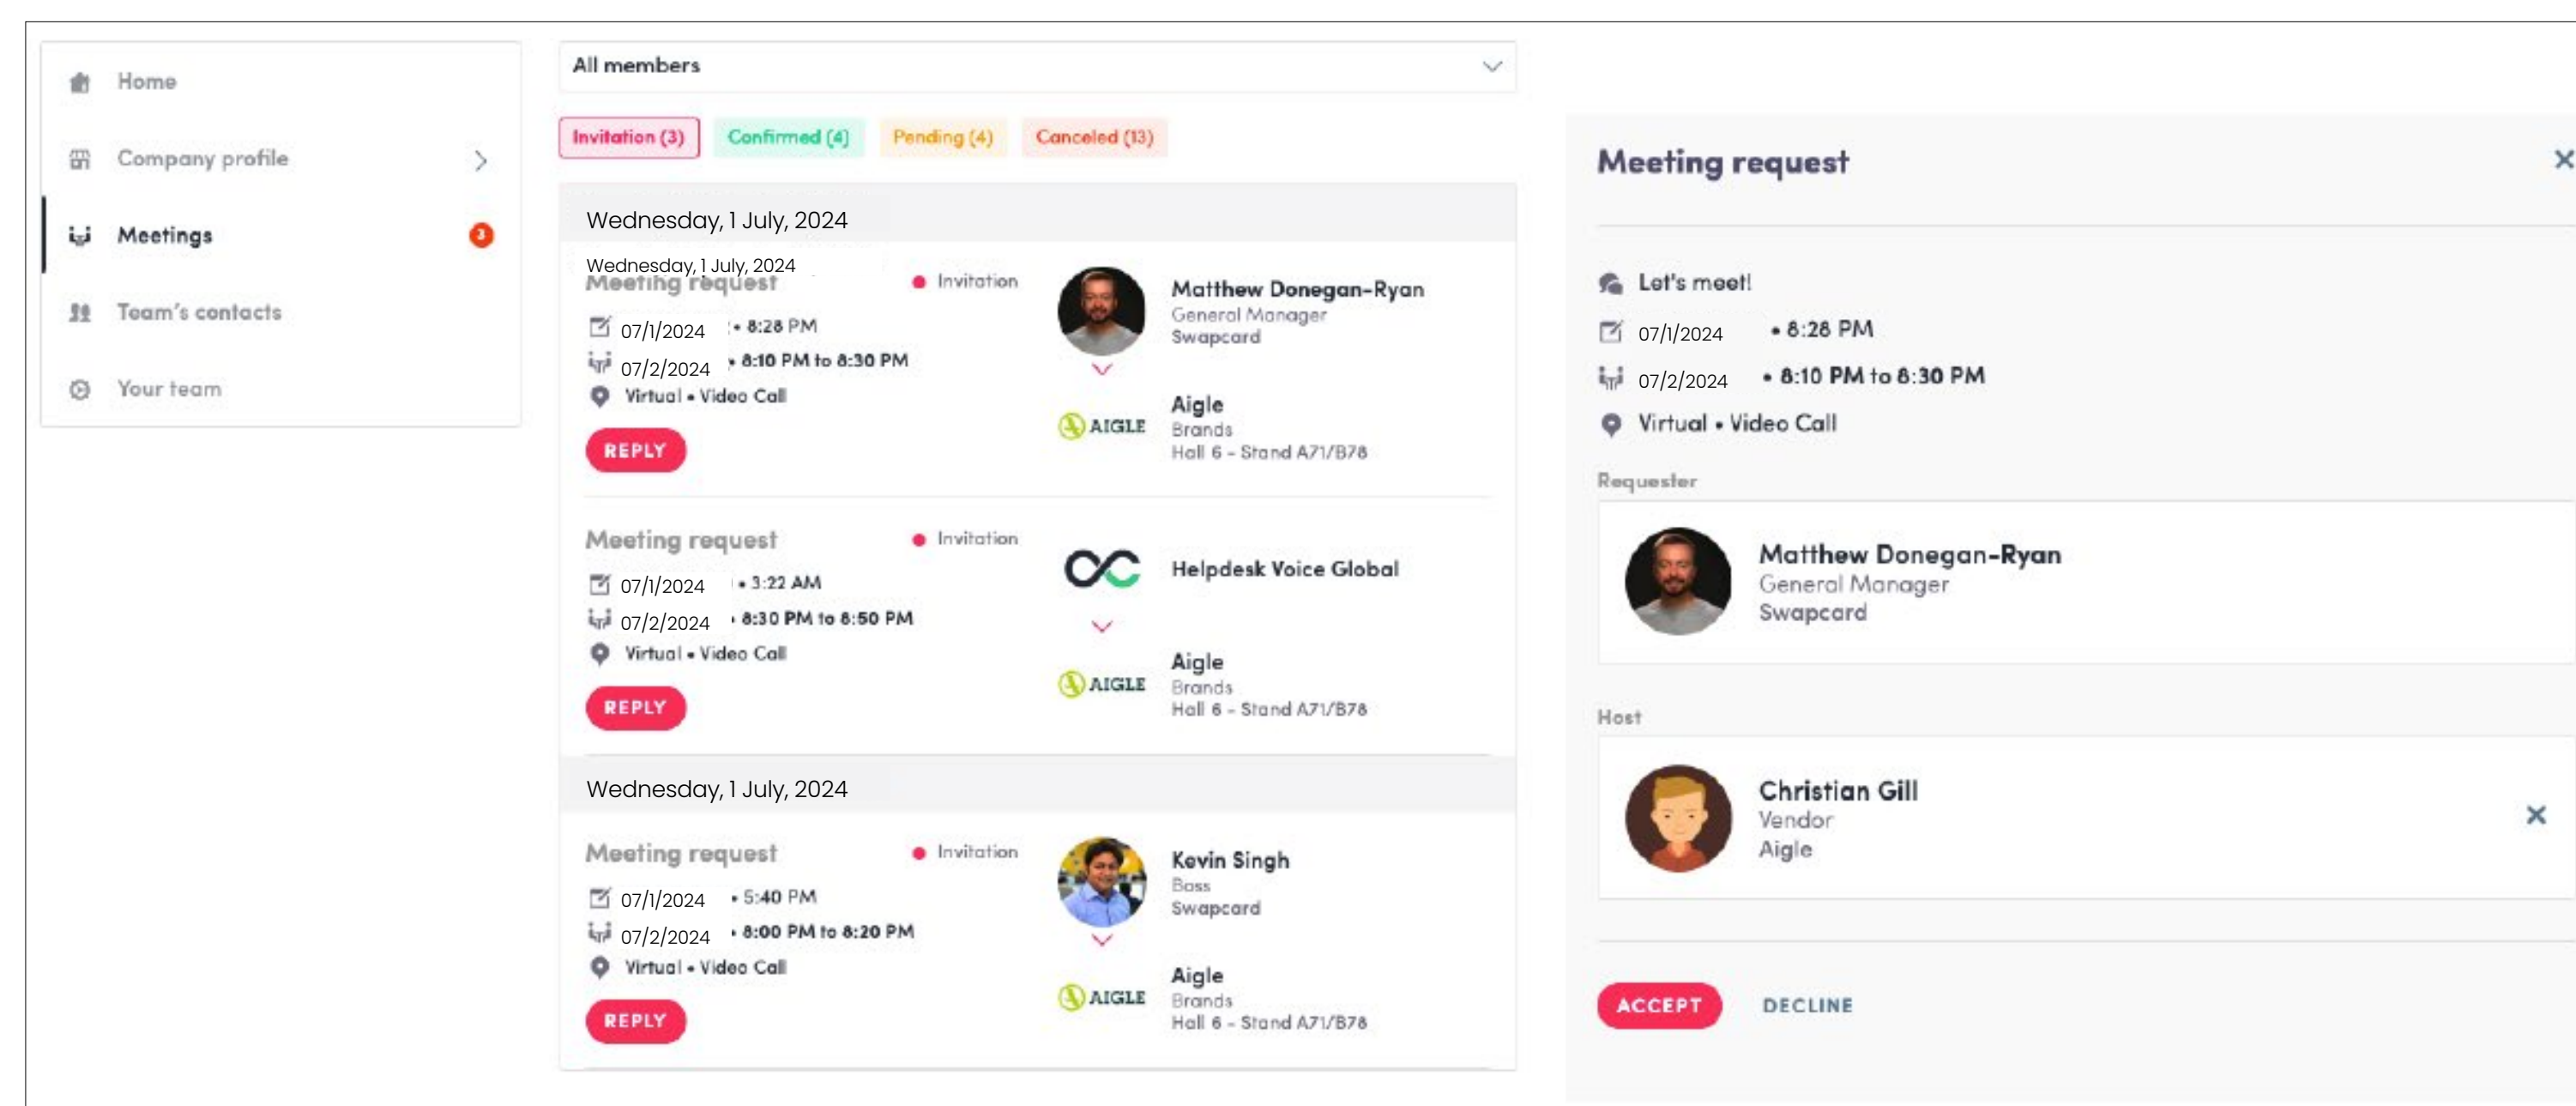 Home
Company profile
Meetings
3
Team's contacts
Your team
All members
Invitation (3)
Confirmed (4)
Pending (4)
Canceled (13)
Wednesday, 1 July, 2024
Wednesday, 1 July, 2024
Meeting request
Invitation
07/1/2024 • 8:28 PM
07/2/2024 • 8:10 PM to 8:30 PM
Virtual • Video Call
REPLY
Matthew Donegan-Ryan
General Manager
Swapcard
AIGLE
Aigle
Brands
Hall 6 - Stand A71/B78
Meeting request
Invitation
07/1/2024 • 3:22 AM
07/2/2024 • 8:30 PM to 8:50 PM
Virtual • Video Call
REPLY
Helpdesk Voice Global
AIGLE
Aigle
Brands
Hall 6 - Stand A71/B78
Wednesday, 1 July, 2024
Meeting request
Invitation
07/1/2024 • 5:40 PM
07/2/2024 • 8:00 PM to 8:20 PM
Virtual • Video Call
REPLY
Kevin Singh
Boss
Swapcard
AIGLE
Aigle
Brands
Hall 6 - Stand A71/B78
Meeting request
Let's meet!
07/1/2024 • 8:28 PM
07/2/2024 • 8:10 PM to 8:30 PM
Virtual • Video Call
Requester
Matthew Donegan-Ryan
General Manager
Swapcard
Host
Christian Gill
Vendor
Aigle
ACCEPT
DECLINE